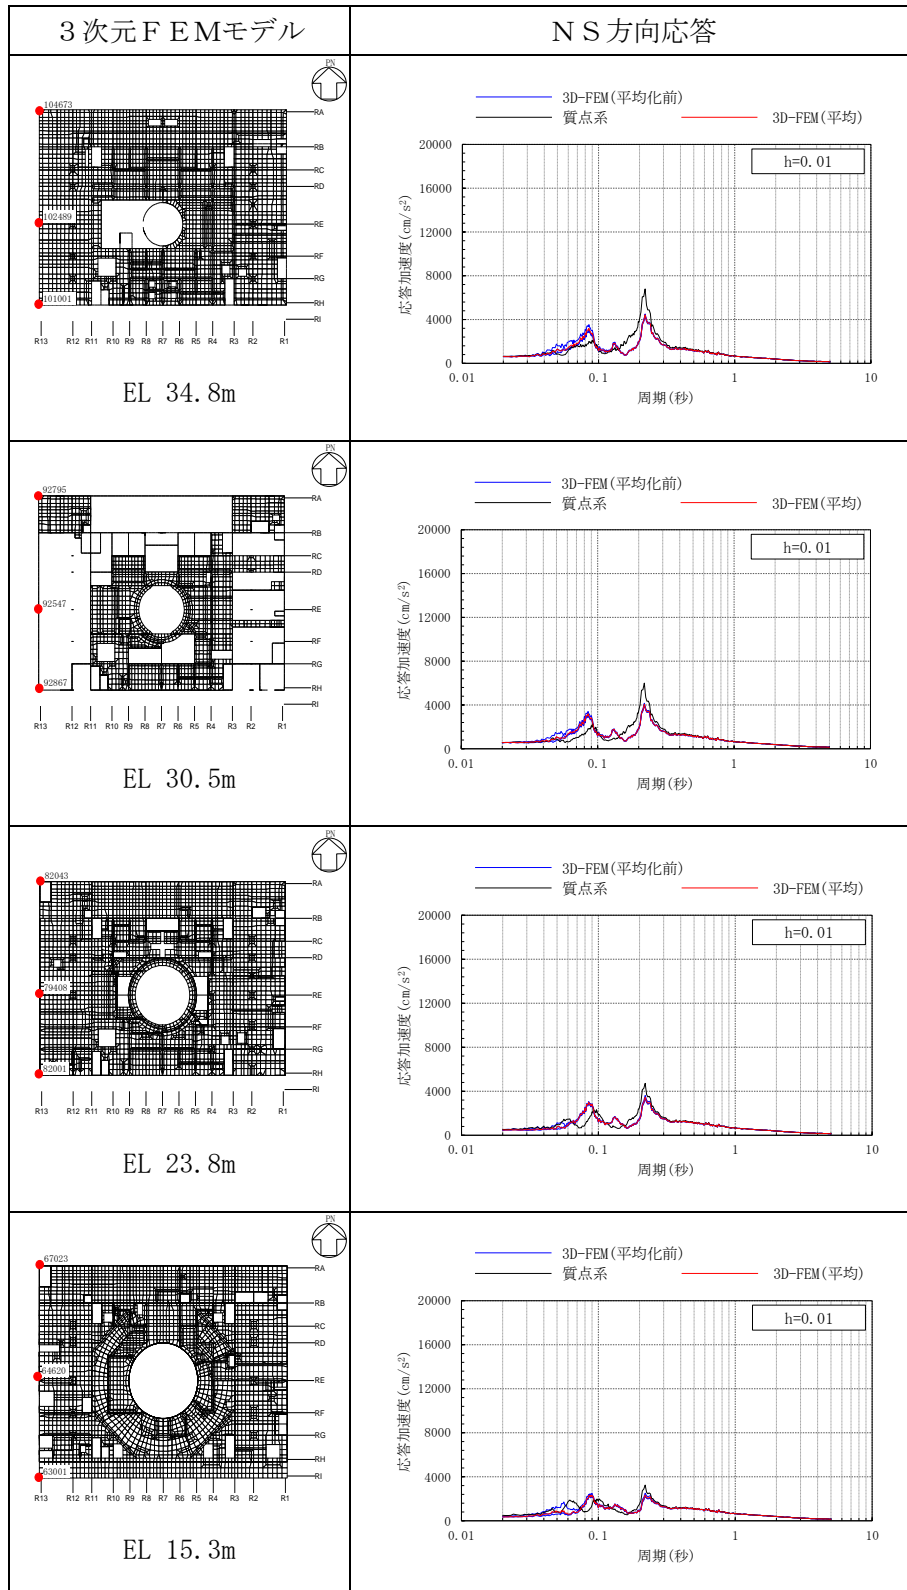 ３次元ＦＥＭモデル
ＮＳ方向応答
PN
104673
102489
101001
RA
RB
RC
RD
RE
RF
RG
RH
RI
R13 R12 R11 R10 R9 R8 R7 R6 R5 R4 R3 R2 R1
EL 34.8m
3D-FEM(平均化前)
質点系 3D-FEM(平均)
h=0.01
応答加速度(cm/s²)
20000
16000
12000
8000
4000
0
0.01 0.1 1 10
周期(秒)
PN
92795
92547
92867
RA
RB
RC
RD
RE
RF
RG
RH
RI
R13 R12 R11 R10 R9 R8 R7 R6 R5 R4 R3 R2 R1
EL 30.5m
3D-FEM(平均化前)
質点系 3D-FEM(平均)
h=0.01
応答加速度(cm/s²)
20000
16000
12000
8000
4000
0
0.01 0.1 1 10
周期(秒)
PN
82043
79408
82001
RA
RB
RC
RD
RE
RF
RG
RH
RI
R13 R12 R11 R10 R9 R8 R7 R6 R5 R4 R3 R2 R1
EL 23.8m
3D-FEM(平均化前)
質点系 3D-FEM(平均)
h=0.01
応答加速度(cm/s²)
20000
16000
12000
8000
4000
0
0.01 0.1 1 10
周期(秒)
PN
67023
64620
63001
RA
RB
RC
RD
RE
RF
RG
RH
RI
R13 R12 R11 R10 R9 R8 R7 R6 R5 R4 R3 R2 R1
EL 15.3m
3D-FEM(平均化前)
質点系 3D-FEM(平均)
h=0.01
応答加速度(cm/s²)
20000
16000
12000
8000
4000
0
0.01 0.1 1 10
周期(秒)